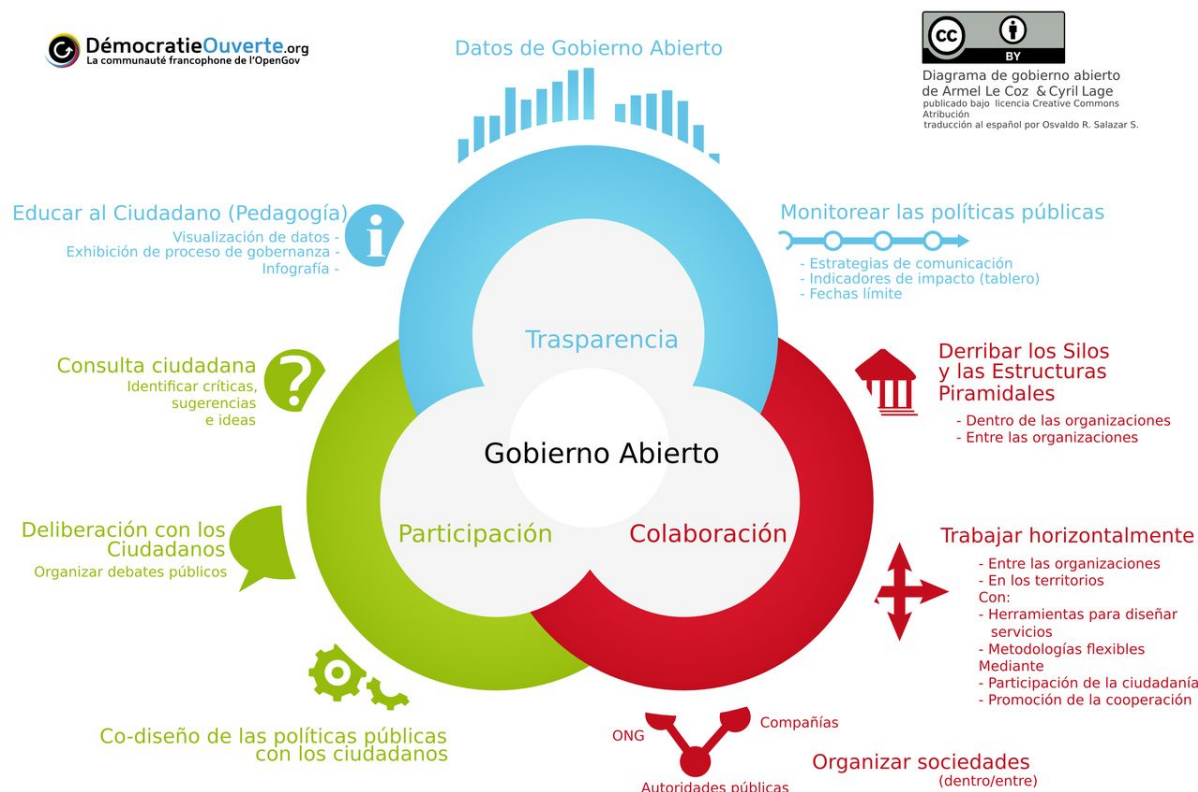 DémocratieOuverte.org
La communauté francophone de l'OpenGov
Datos de Gobierno Abierto
cc
BY
Diagrama de gobierno abierto
de Armel Le Coz & Cyril Lage
publicado bajo licencia Creative Commons
Atribución
traducción al español por Osvaldo R. Salazar S.
Educar al Ciudadano (Pedagogía)
Visualización de datos -
Exhibición de proceso de gobernanza -
Infografía -
i
Monitorear las políticas públicas
- Estrategias de comunicación
- Indicadores de impacto (tablero)
- Fechas límite
Trasparencia
Consulta ciudadana
Identificar críticas,
sugerencias
e ideas
?
Derribar los Silos
y las Estructuras
Piramidales
- Dentro de las organizaciones
- Entre las organizaciones
Gobierno Abierto
Participación
Colaboración
Deliberación con los
Ciudadanos
Organizar debates públicos
Trabajar horizontalmente
- Entre las organizaciones
- En los territorios
Con:
- Herramientas para diseñar
servicios
- Metodologías flexibles
Mediante
- Participación de la ciudadanía
- Promoción de la cooperación
Co-diseño de las políticas públicas
con los ciudadanos
ONG
Compañías
Autoridades públicas
Organizar sociedades
(dentro/entre)